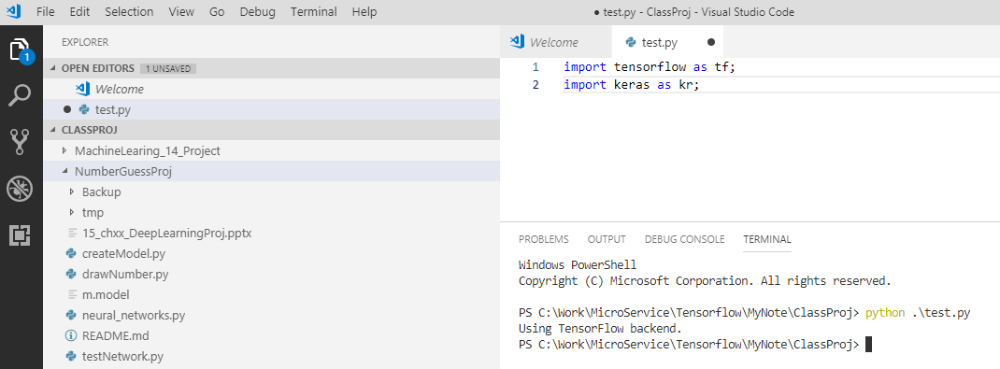 File Edit Selection View Go Debug Terminal Help
● test.py - ClassProj - Visual Studio Code
1
EXPLORER
OPEN EDITORS 1 UNSAVED
Welcome
● test.py
CLASSPROJ
MachineLearing_14_Project
NumberGuessProj
Backup
tmp
15_chxx_DeepLearningProj.pptx
createModel.py
drawNumber.py
m.model
neural_networks.py
README.md
testNetwork.py
Welcome test.py ●
1 import tensorflow as tf;
2 import keras as kr;
PROBLEMS OUTPUT DEBUG CONSOLE TERMINAL
Windows PowerShell
Copyright (C) Microsoft Corporation. All rights reserved.
PS C:\Work\MicroService\Tensorflow\MyNote\ClassProj> python .\test.py
Using TensorFlow backend.
PS C:\Work\MicroService\Tensorflow\MyNote\ClassProj>